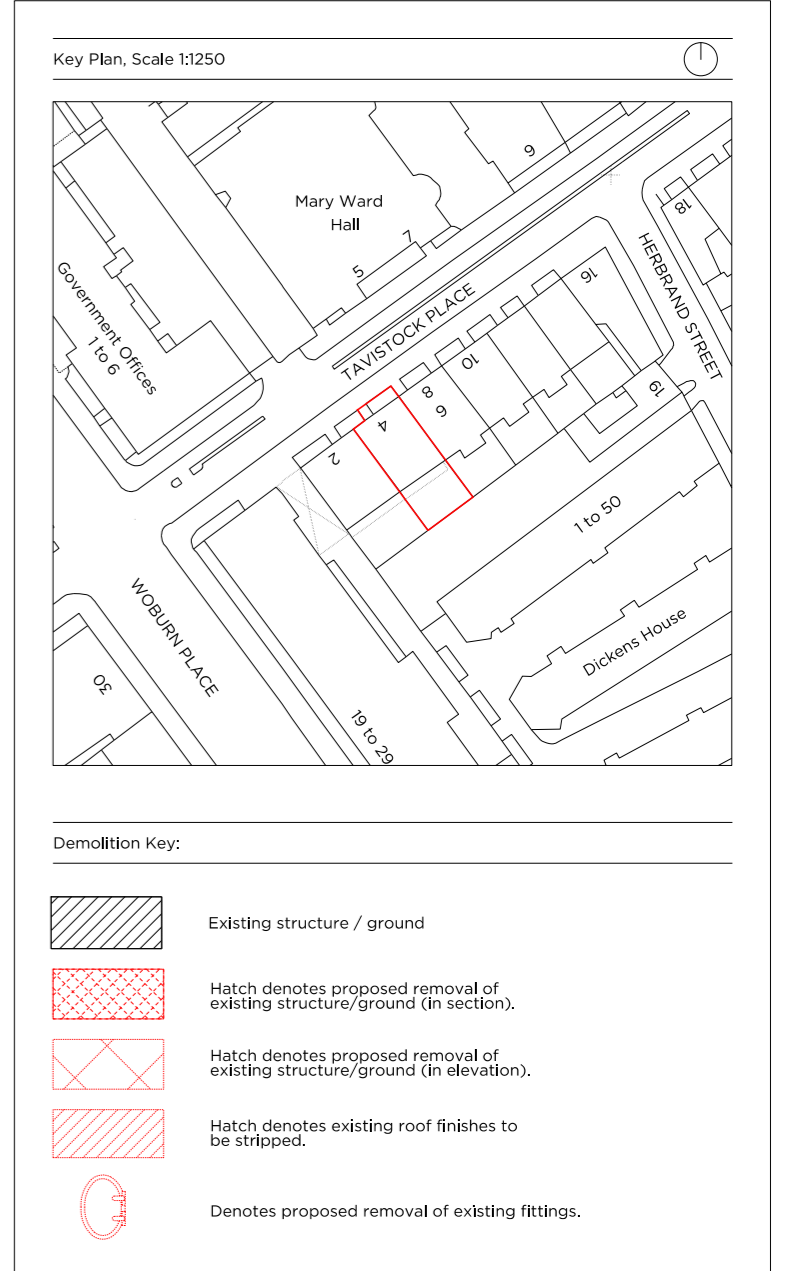 Key Plan, Scale 1:1250
6
Mary Ward
Hall
18
7
5
HERBRAND STREET
Government Offices
1 to 6
16
TAVISTOCK PLACE
10
8
6
19
4
2
1 to 50
WOBURN PLACE
Dickens House
30
19 to 29
Demolition Key:
Existing structure / ground
Hatch denotes proposed removal of
existing structure/ground (in section).
Hatch denotes proposed removal of
existing structure/ground (in elevation).
Hatch denotes existing roof finishes to
be stripped.
Denotes proposed removal of existing fittings.